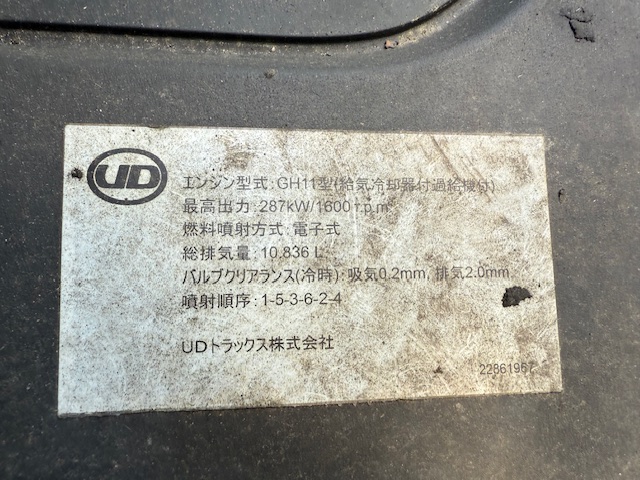 UD
エンジン型式:GH11型(給気冷却器付過給機付)
最高出力:287kW/1600r.p.m
燃料噴射方式:電子式
総排気量:10.836 L
バルブクリアランス(冷時):吸気0.2mm, 排気2.0mm
噴射順序:1-5-3-6-2-4
UDトラックス株式会社
22861967